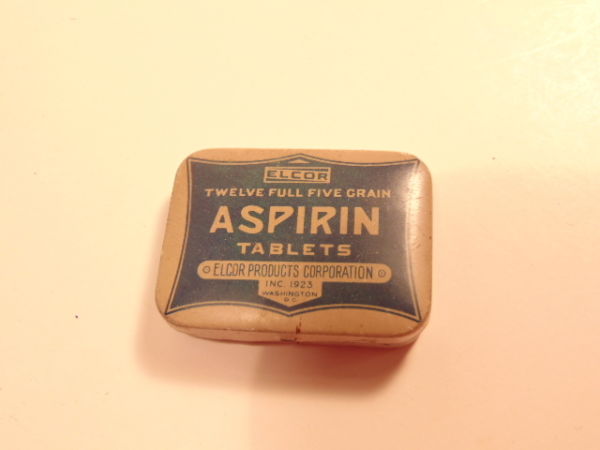 ELCOR
TWELVE FULL FIVE GRAIN
ASPIRIN
TABLETS
ELCOR PRODUCTS CORPORATION
INC. 1923
WASHINGTON
D.C.